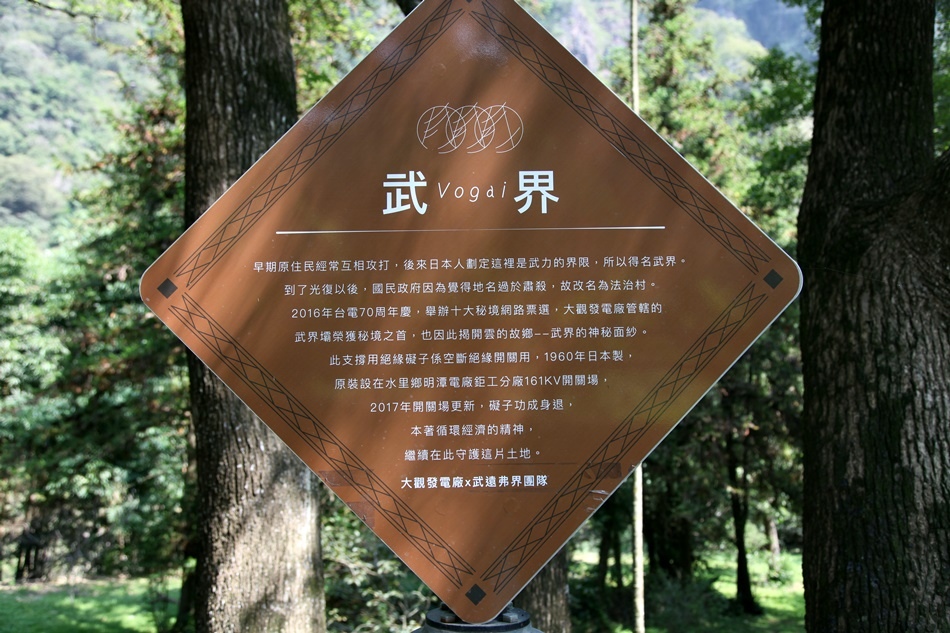 武 Vogai 界
早期原住民經常互相攻打，後來日本人劃定這裡是武力的界限，所以得名武界。
到了光復以後，國民政府因為覺得地名過於肅殺，故改名為法治村。
2016年台電70周年慶，舉辦十大秘境網路票選，大觀發電廠管轄的
武界壩榮獲秘境之首，也因此揭開雲的故鄉--武界的神秘面紗。
此支撐用絕緣礙子係空斷絕緣開關用，1960年日本製，
原裝設在水里鄉明潭電廠鉅工分廠161KV開關場，
2017年開關場更新，礙子功成身退，
本著循環經濟的精神，
繼續在此守護這片土地。
大觀發電廠x武遠弗界團隊